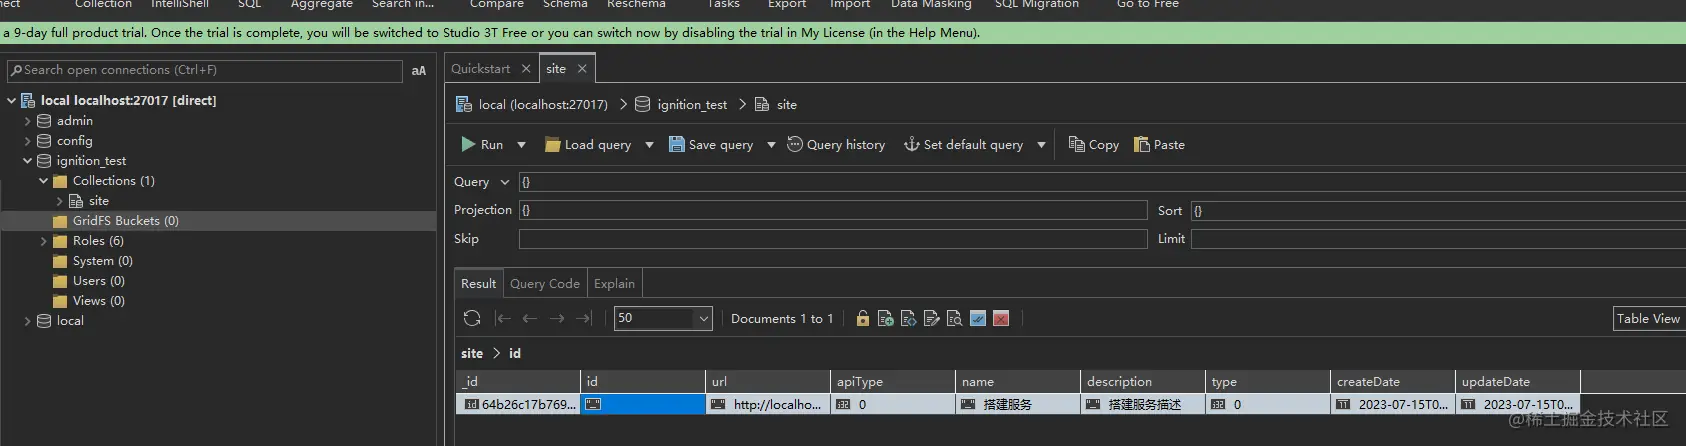 nect Collection IntelliShell SQL Aggregate Search in... Compare Schema Reschema Tasks Export Import Data Masking SQL Migration Go to Free
a 9-day full product trial. Once the trial is complete, you will be switched to Studio 3T Free or you can switch now by disabling the trial in My License (in the Help Menu).
Search open connections (Ctrl+F) aA
local localhost:27017 [direct]
admin
config
ignition_test
Collections (1)
site
GridFS Buckets (0)
Roles (6)
System (0)
Users (0)
Views (0)
local
Quickstart site
local (localhost:27017) ignition_test site
Run Load query Save query Query history Set default query Copy Paste
Query {}
Projection {} Sort {}
Skip Limit
Result Query Code Explain
50 Documents 1 to 1 Table View
site > id
_id id url apiType name description type createDate updateDate
id 64b26c17b769... http://localho... i32 0 搭建服务 搭建服务描述 i32 0 2023-07-15T0... 2023-07-15T0...
@稀土掘金技术社区